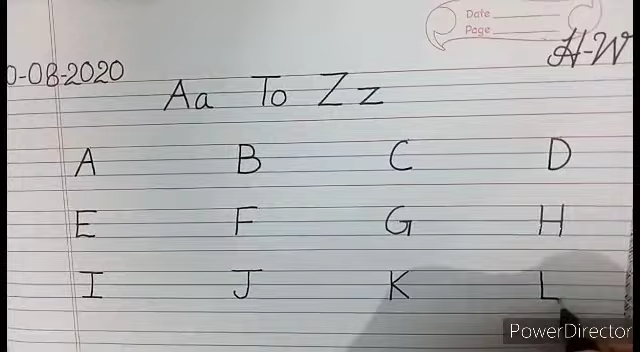 Date
Page
H-W
0-08-2020
Aa To Zz
A B C D
E F G H
I J K L
PowerDirector